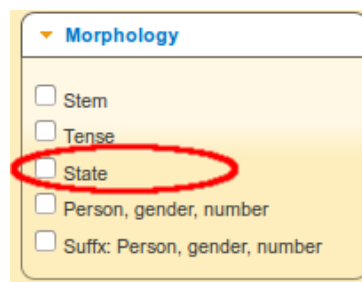 Morphology
Stem
Tense
State
Person, gender, number
Suffx: Person, gender, number